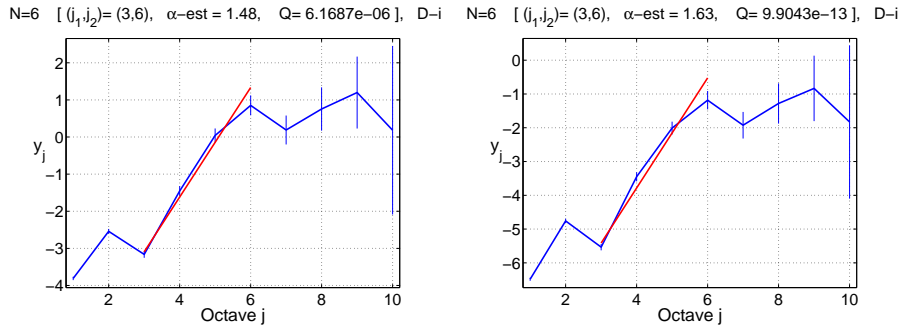 N=6 [ (j1,j2)= (3,6), α-est = 1.48, Q= 6.1687e-06 ], D-i
2
1
0
-1
-2
-3
-4
yj
2 4 6 8 10
Octave j
N=6 [ (j1,j2)= (3,6), α-est = 1.63, Q= 9.9043e-13 ], D-i
0
-1
-2
-3
-4
-5
-6
yj
2 4 6 8 10
Octave j